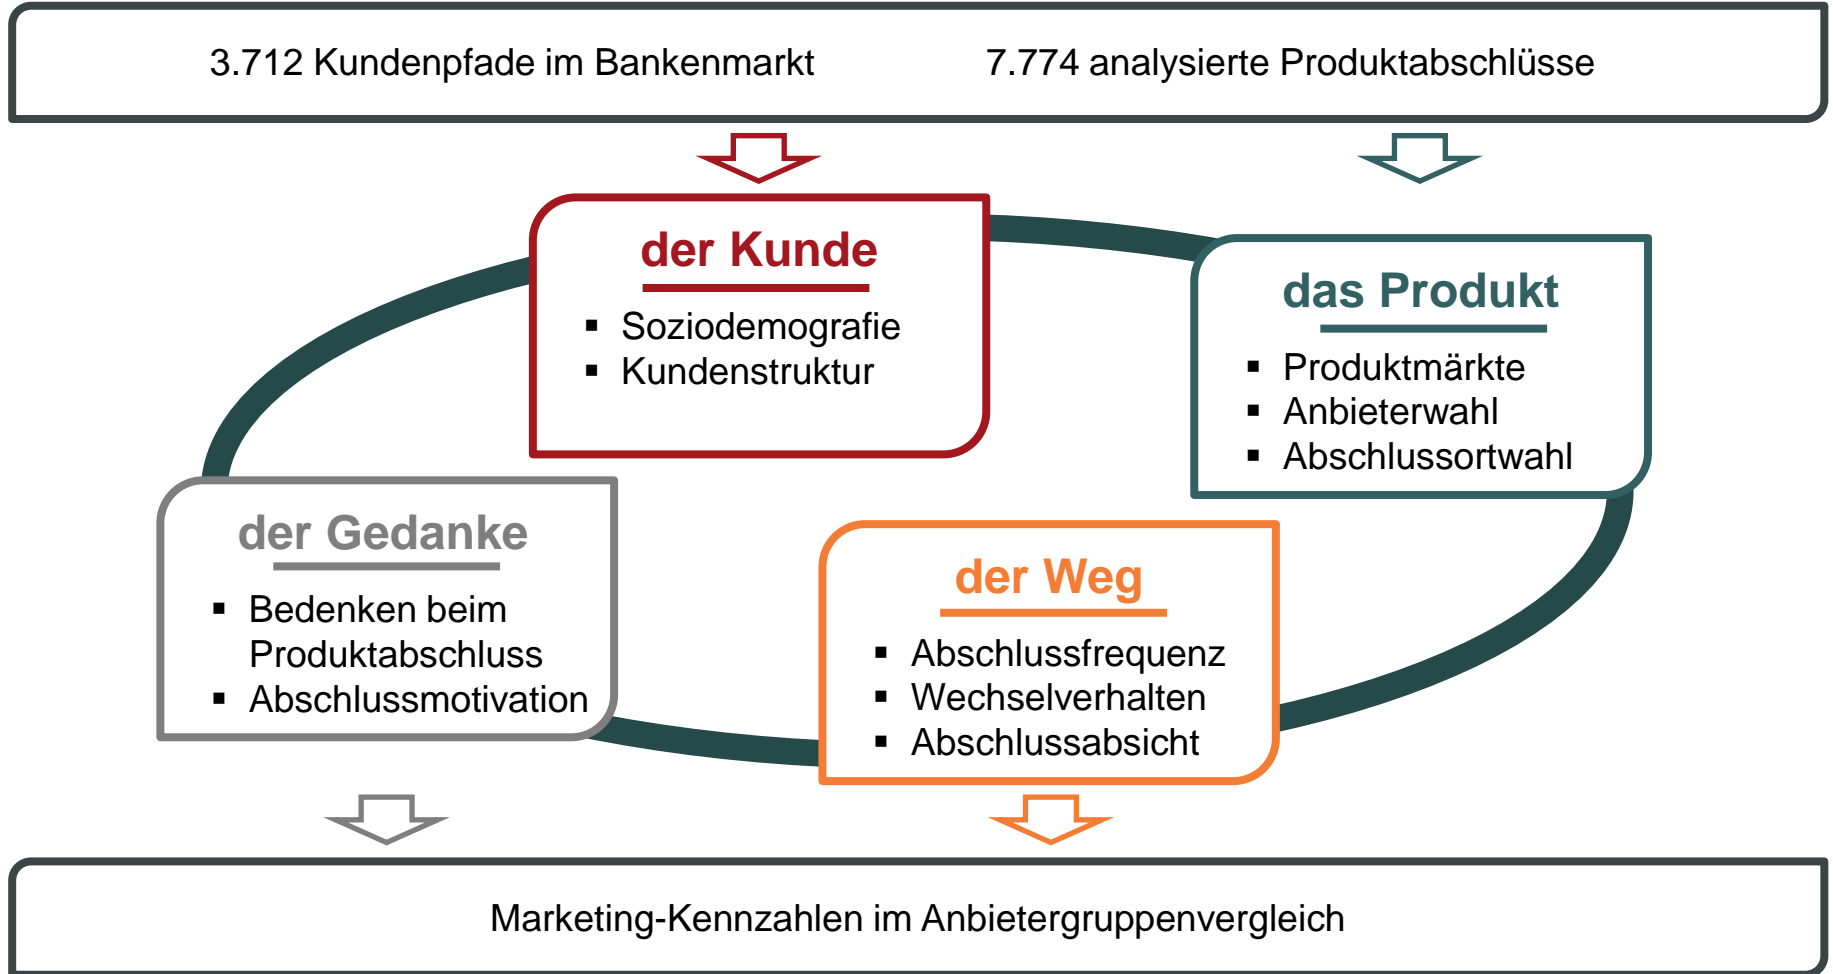 3.712 Kundenpfade im Bankenmarkt
7.774 analysierte Produktabschlüsse
der Kunde
▪ Soziodemografie
▪ Kundenstruktur
das Produkt
▪ Produktmärkte
▪ Anbieterwahl
▪ Abschlussortwahl
der Gedanke
▪ Bedenken beim
Produktabschluss
▪ Abschlussmotivation
der Weg
▪ Abschlussfrequenz
▪ Wechselverhalten
▪ Abschlussabsicht
Marketing-Kennzahlen im Anbietergruppenvergleich